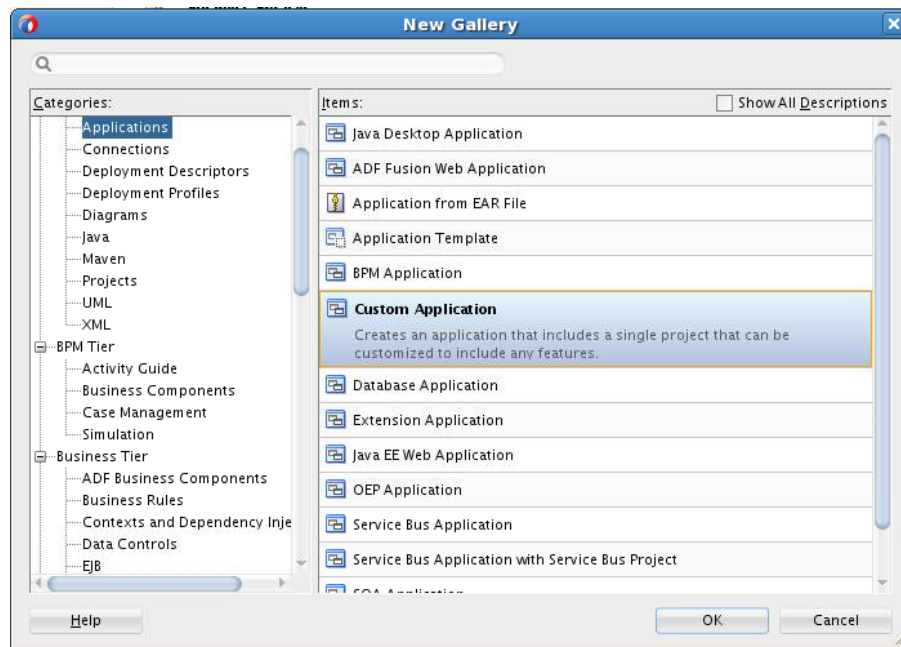 New Gallery
Categories:
Applications
Connections
Deployment Descriptors
Deployment Profiles
Diagrams
Java
Maven
Projects
UML
XML
BPM Tier
Activity Guide
Business Components
Case Management
Simulation
Business Tier
ADF Business Components
Business Rules
Contexts and Dependency Inje
Data Controls
EJB
Items:
Show All Descriptions
Java Desktop Application
ADF Fusion Web Application
Application from EAR File
Application Template
BPM Application
Custom Application
Creates an application that includes a single project that can be
customized to include any features.
Database Application
Extension Application
Java EE Web Application
OEP Application
Service Bus Application
Service Bus Application with Service Bus Project
Help
OK
Cancel